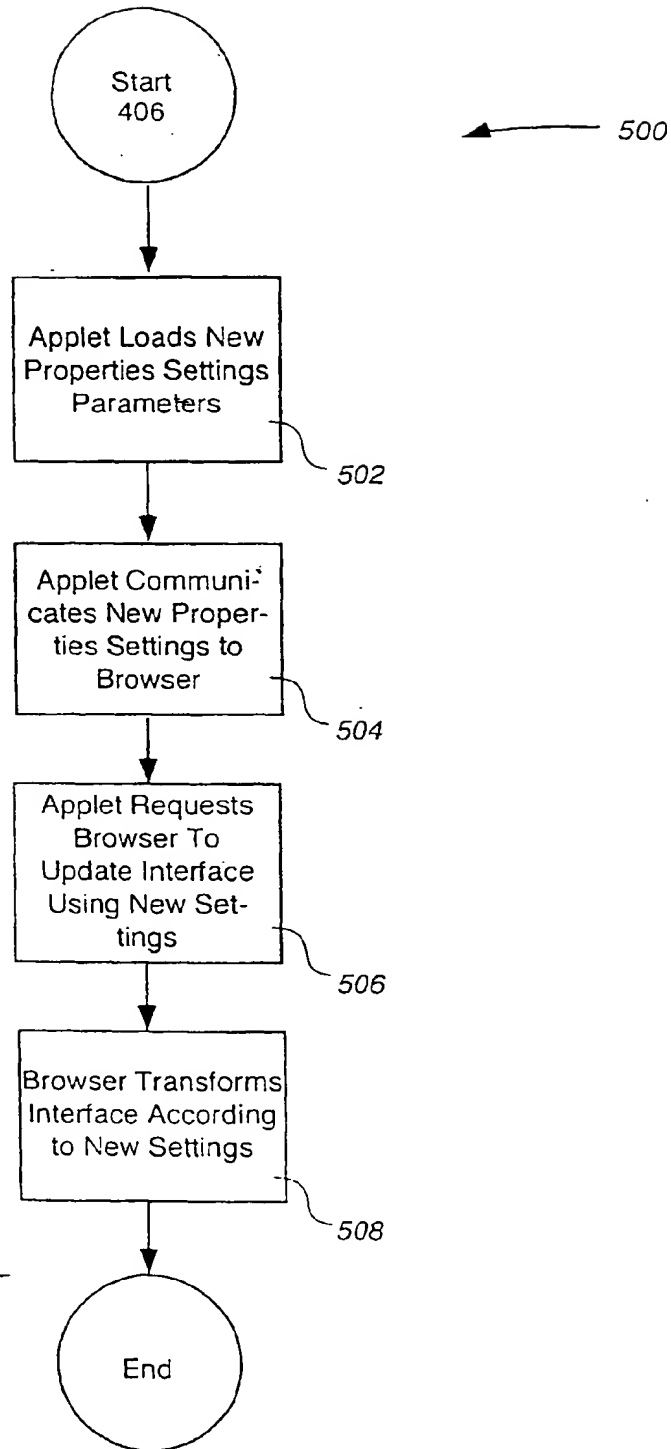 Start
406
500
Applet Loads New
Properties Settings
Parameters
502
Applet Communi-
cates New Proper-
ties Settings to
Browser
504
Applet Requests
Browser To
Update Interface
Using New Set-
tings
506
Browser Transforms
Interface According
to New Settings
508
End